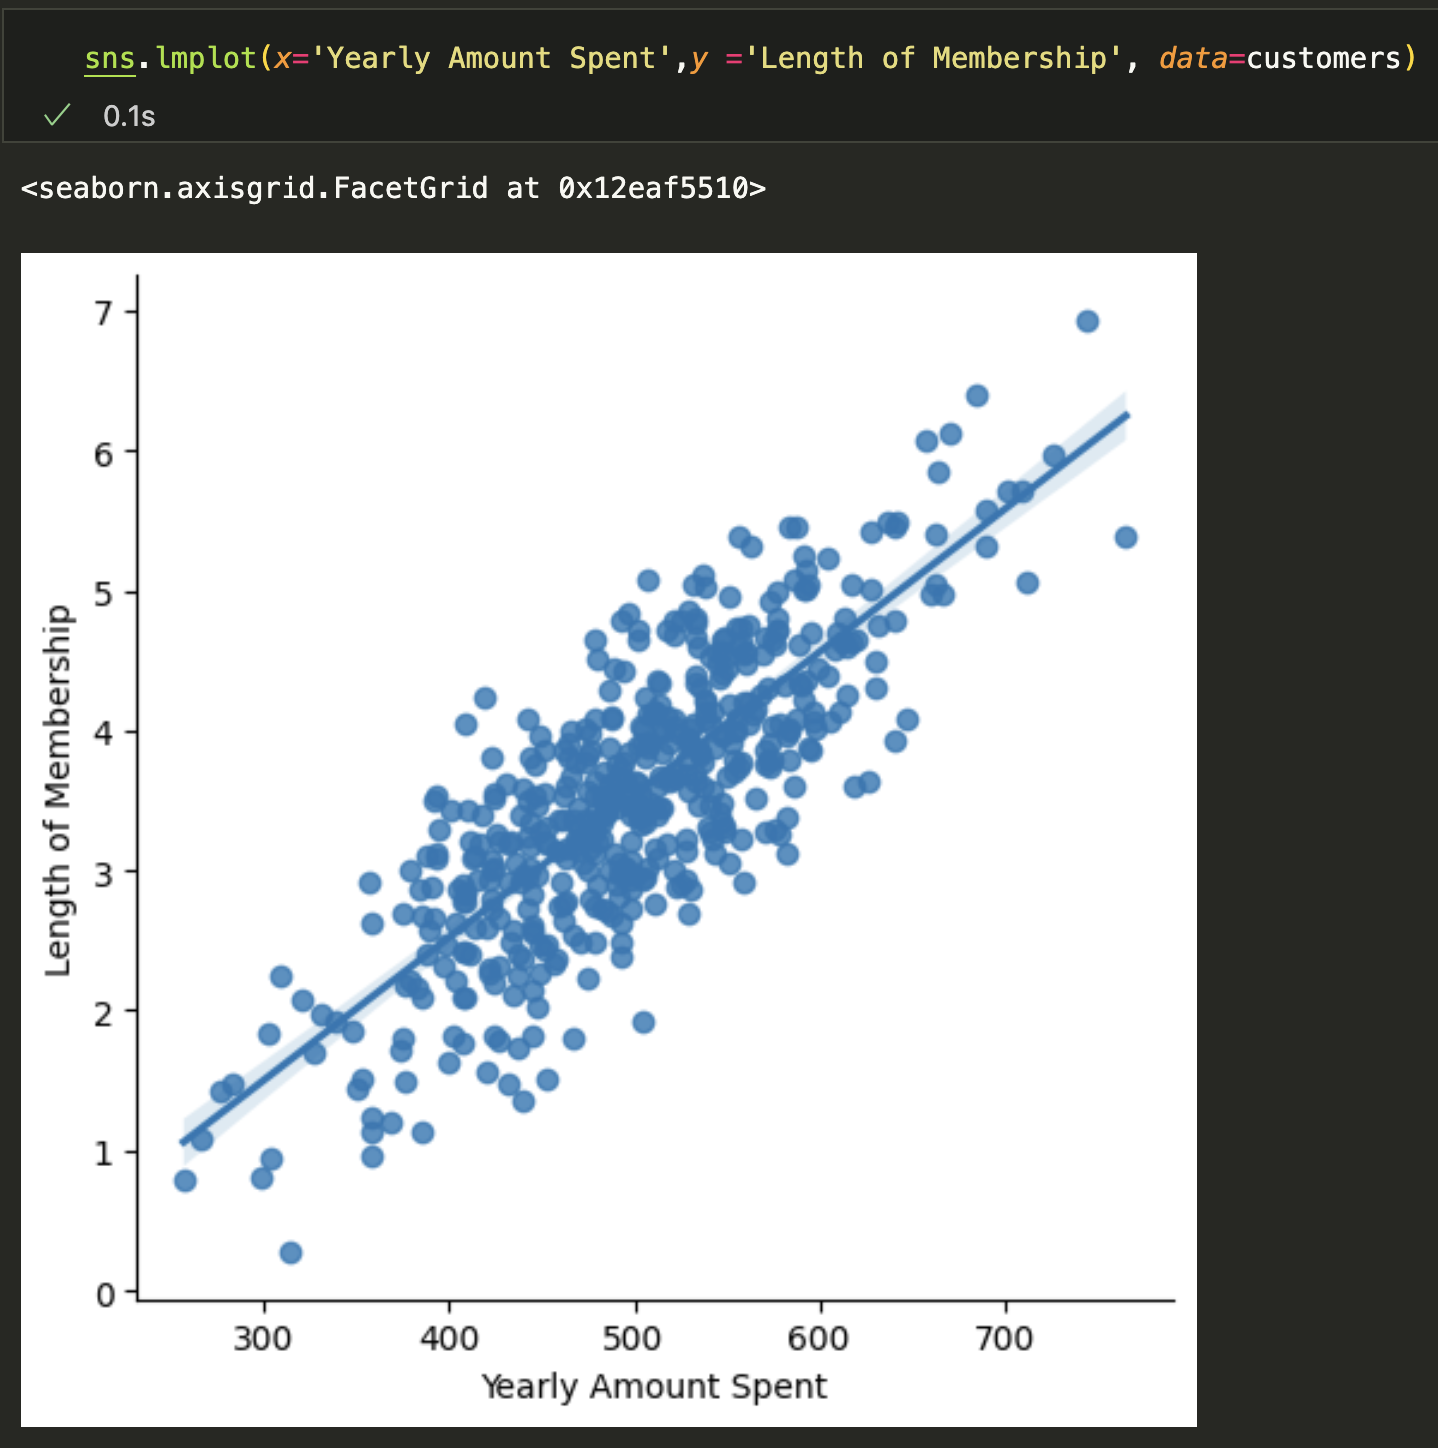 sns.lmplot(x='Yearly Amount Spent',y ='Length of Membership', data=customers)
0.1s
<seaborn.axisgrid.FacetGrid at 0x12eaf5510>
7
6
5
4
3
2
1
0
Length of Membership
300 400 500 600 700
Yearly Amount Spent